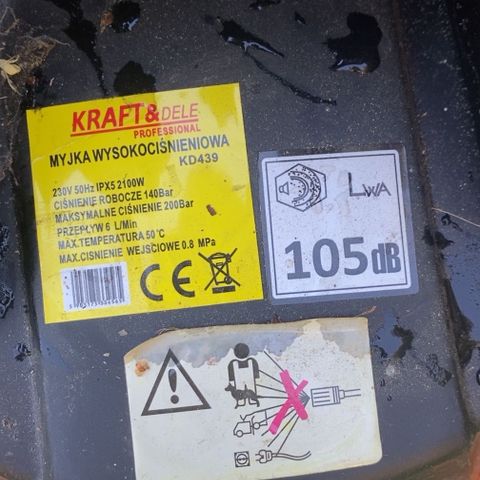 KRAFT&DELE
PROFESSIONAL
MYJKA WYSOKOCIŚNIENIOWA
KD439
230V 50Hz IPX5 2100W
CIŚNIENIE ROBOCZE 140Bar
MAKSYMALNE CIŚNIENIE 200Bar
PRZEPŁYW 6 L/Min
MAX.TEMPERATURA 50°C
MAX.CISNIENIE WEJŚCIOWE 0.8 MPa
CE
LWA
105dB